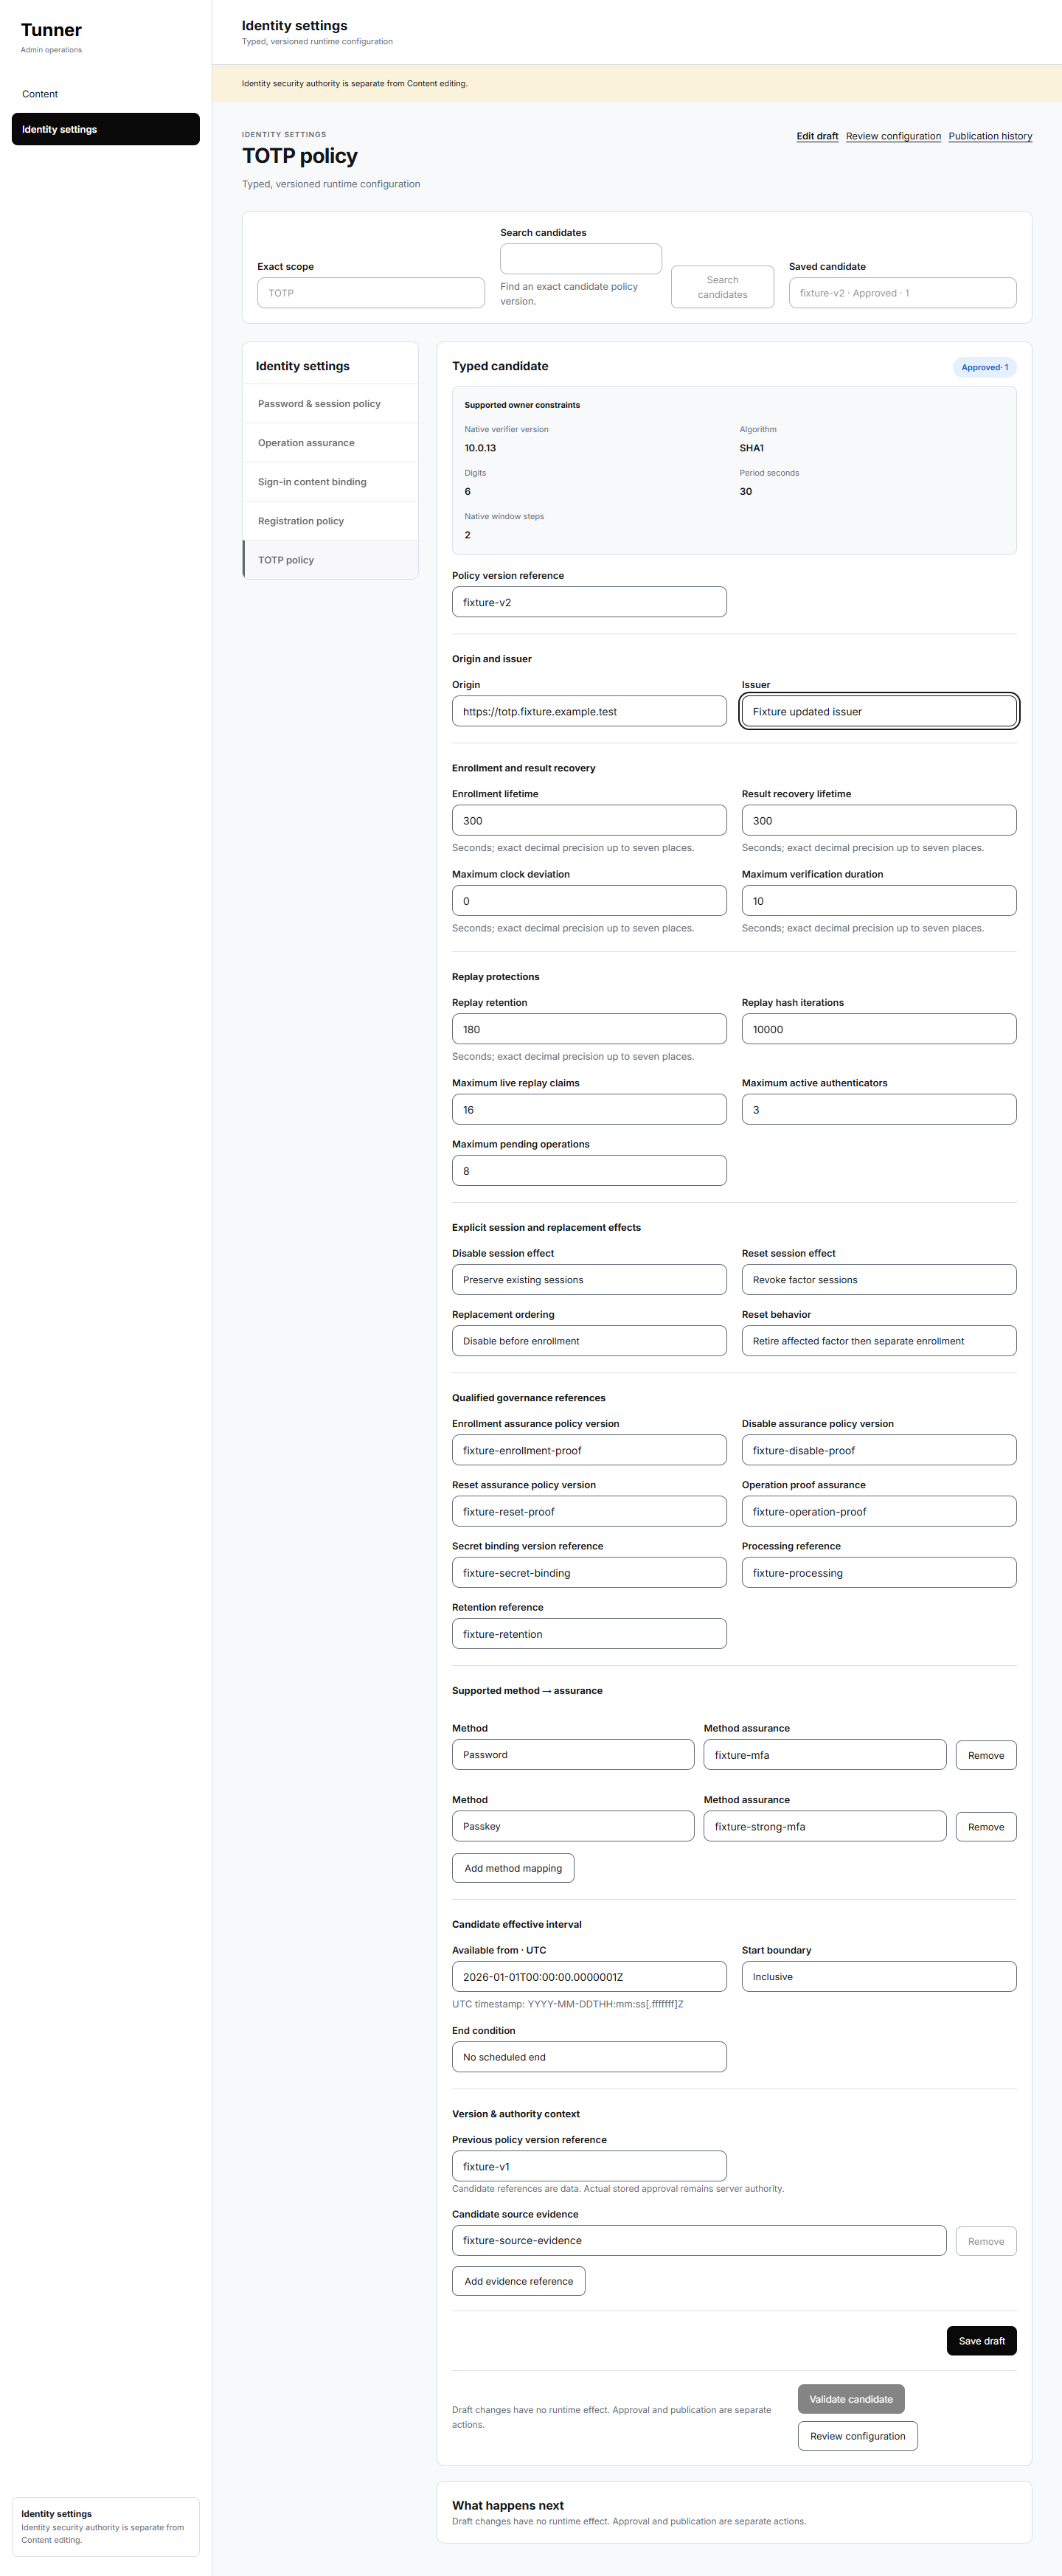 Tunner
Admin operations
Content
Identity settings
Identity settings
Typed, versioned runtime configuration
Identity security authority is separate from Content editing.
IDENTITY SETTINGS
TOTP policy
Typed, versioned runtime configuration
Edit draft Review configuration Publication history
Exact scope
TOTP
Search candidates
Find an exact candidate policy
version.
Search
candidates
Saved candidate
fixture-v2 · Approved · 1
Identity settings
Password & session policy
Operation assurance
Sign-in content binding
Registration policy
TOTP policy
Typed candidate
Approved· 1
Supported owner constraints
Native verifier version
10.0.13
Algorithm
SHA1
Digits
6
Period seconds
30
Native window steps
2
Policy version reference
fixture-v2
Origin and issuer
Origin
https://totp.fixture.example.test
Issuer
Fixture updated issuer
Enrollment and result recovery
Enrollment lifetime
300
Seconds; exact decimal precision up to seven places.
Result recovery lifetime
300
Seconds; exact decimal precision up to seven places.
Maximum clock deviation
0
Seconds; exact decimal precision up to seven places.
Maximum verification duration
10
Seconds; exact decimal precision up to seven places.
Replay protections
Replay retention
180
Seconds; exact decimal precision up to seven places.
Replay hash iterations
10000
Maximum live replay claims
16
Maximum active authenticators
3
Maximum pending operations
8
Explicit session and replacement effects
Disable session effect
Preserve existing sessions
Reset session effect
Revoke factor sessions
Replacement ordering
Disable before enrollment
Reset behavior
Retire affected factor then separate enrollment
Qualified governance references
Enrollment assurance policy version
fixture-enrollment-proof
Disable assurance policy version
fixture-disable-proof
Reset assurance policy version
fixture-reset-proof
Operation proof assurance
fixture-operation-proof
Secret binding version reference
fixture-secret-binding
Processing reference
fixture-processing
Retention reference
fixture-retention
Supported method → assurance
Method
Password
Method assurance
fixture-mfa
Remove
Method
Passkey
Method assurance
fixture-strong-mfa
Remove
Add method mapping
Candidate effective interval
Available from · UTC
2026-01-01T00:00:00.0000001Z
UTC timestamp: YYYY-MM-DDTHH:mm:ss[.fffffff]Z
Start boundary
Inclusive
End condition
No scheduled end
Version & authority context
Previous policy version reference
fixture-v1
Candidate references are data. Actual stored approval remains server authority.
Candidate source evidence
fixture-source-evidence
Remove
Add evidence reference
Save draft
Draft changes have no runtime effect. Approval and publication are separate
actions.
Validate candidate
Review configuration
What happens next
Draft changes have no runtime effect. Approval and publication are separate actions.
Identity settings
Identity security authority is separate from
Content editing.